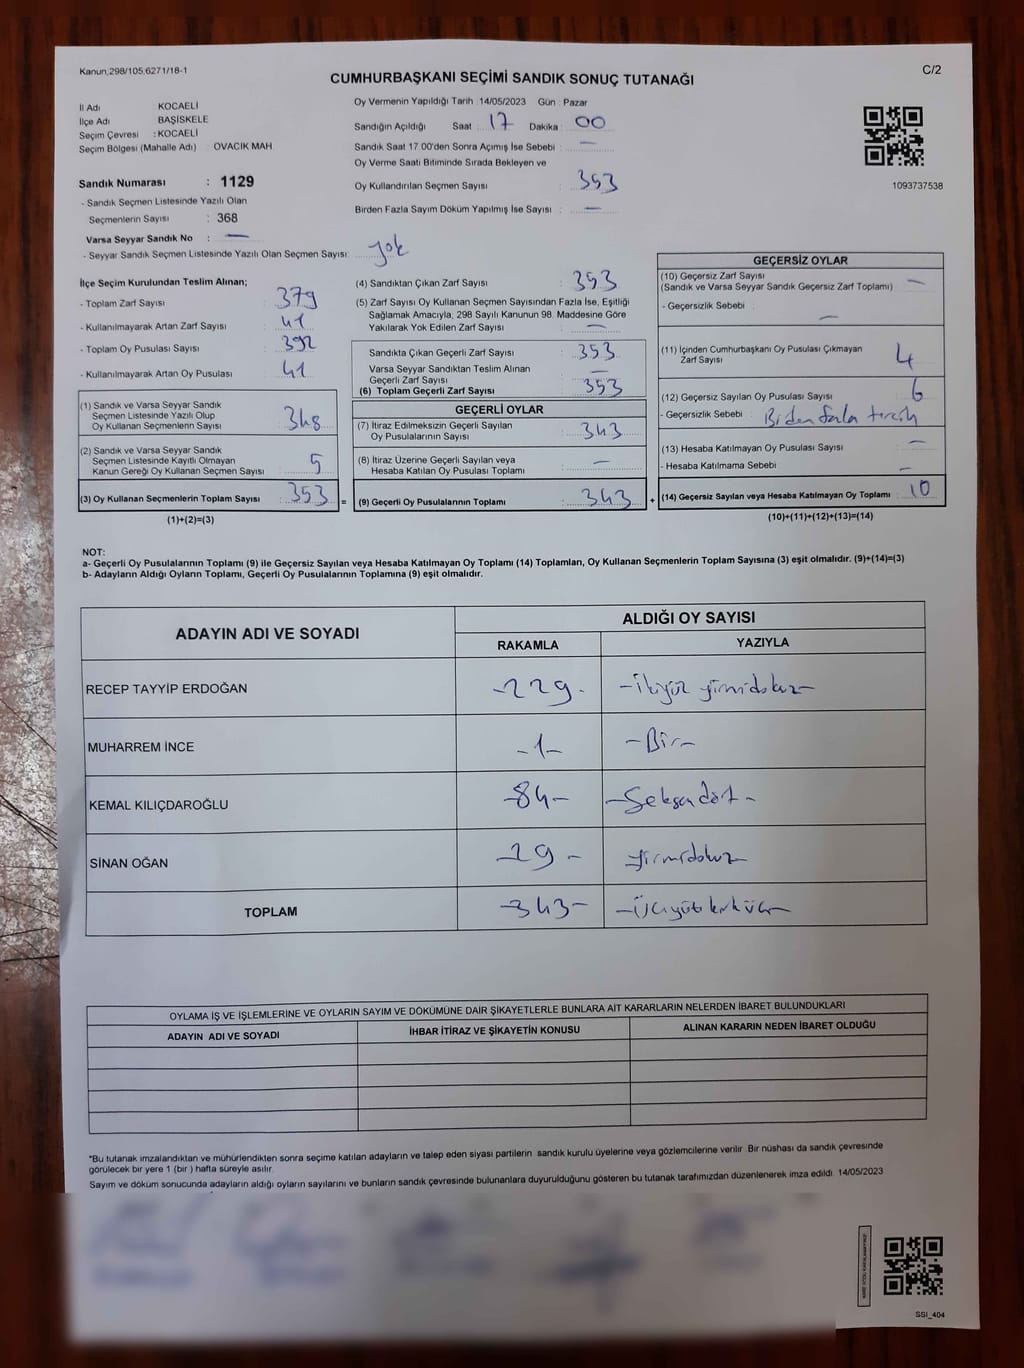 Kanun;298/105;6271/18-1
C/2
CUMHURBAŞKANI SEÇİMİ SANDIK SONUÇ TUTANAĞI
İl Adı KOCAELİ
İlçe Adı BAŞİSKELE
Seçim Çevresi : KOCAELİ
Seçim Bölgesi (Mahalle Adı) : OVACIK MAH
Sandık Numarası : 1129
- Sandık Seçmen Listesinde Yazılı Olan
Seçmenlerin Sayısı : 368
Varsa Seyyar Sandık No : —
- Seyyar Sandık Seçmen Listesinde Yazılı Olan Seçmen Sayısı: yok
Oy Vermenin Yapıldığı Tarih : 14/05/2023 Gün : Pazar
Sandığın Açıldığı Saat : 17 Dakika : 00
Sandık Saat 17.00'den Sonra Açımış İse Sebebi : —
Oy Verme Saati Bitiminde Sırada Bekleyen ve
Oy Kullandırılan Seçmen Sayısı : 353
Birden Fazla Sayım Döküm Yapılmış İse Sayısı : —
1093737538
İlçe Seçim Kurulundan Teslim Alınan;
- Toplam Zarf Sayısı : 379
- Kullanılmayarak Artan Zarf Sayısı : 41
- Toplam Oy Pusulası Sayısı : 392
- Kullanılmayarak Artan Oy Pusulası : 41
(1) Sandık ve Varsa Seyyar Sandık
Seçmen Listesinde Yazılı Olup
Oy Kullanan Seçmenlerin Sayısı : 348
(2) Sandık ve Varsa Seyyar Sandık
Seçmen Listesinde Kayıtlı Olmayan
Kanun Gereği Oy Kullanan Seçmen Sayısı : 5
(3) Oy Kullanan Seçmenlerin Toplam Sayısı : 353 =
(1)+(2)=(3)
(4) Sandıktan Çıkan Zarf Sayısı : 353
(5) Zarf Sayısı Oy Kullanan Seçmen Sayısından Fazla İse, Eşitliği
Sağlamak Amacıyla; 298 Sayılı Kanunun 98. Maddesine Göre
Yakılarak Yok Edilen Zarf Sayısı : —
Sandıkta Çıkan Geçerli Zarf Sayısı : 353
Varsa Seyyar Sandıktan Teslim Alınan
Geçerli Zarf Sayısı : —
(6) Toplam Geçerli Zarf Sayısı : 353
GEÇERLİ OYLAR
(7) İtiraz Edilmeksizin Geçerli Sayılan
Oy Pusulalarının Sayısı : 343
(8) İtiraz Üzerine Geçerli Sayılan veya
Hesaba Katılan Oy Pusulası Toplamı : —
(9) Geçerli Oy Pusulalarının Toplamı : 343 +
GEÇERSİZ OYLAR
(10) Geçersiz Zarf Sayısı
(Sandık ve Varsa Seyyar Sandık Geçersiz Zarf Toplamı) : —
- Geçersizlik Sebebi : —
(11) İçinden Cumhurbaşkanı Oy Pusulası Çıkmayan
Zarf Sayısı : 4
(12) Geçersiz Sayılan Oy Pusulası Sayısı : 6
- Geçersizlik Sebebi : Birden fazla tercih
(13) Hesaba Katılmayan Oy Pusulası Sayısı : —
- Hesaba Katılmama Sebebi : —
(14) Geçersiz Sayılan veya Hesaba Katılmayan Oy Toplamı : 10
(10)+(11)+(12)+(13)=(14)
NOT:
a- Geçerli Oy Pusulalarının Toplamı (9) ile Geçersiz Sayılan veya Hesaba Katılmayan Oy Toplamı (14) Toplamları, Oy Kullanan Seçmenlerin Toplam Sayısına (3) eşit olmalıdır. (9)+(14)=(3)
b- Adayların Aldığı Oyların Toplamı, Geçerli Oy Pusulalarının Toplamına (9) eşit olmalıdır.
ADAYIN ADI VE SOYADI
ALDIĞI OY SAYISI
RAKAMLA YAZIYLA
RECEP TAYYİP ERDOĞAN -229- -İkiyüz yirmidokuz-
MUHARREM İNCE -1- -Bir-
KEMAL KILIÇDAROĞLU -84- -Seksendört-
SİNAN OĞAN -29- -yirmidokuz-
TOPLAM -343- -Üçyüzkırküç-
OYLAMA İŞ VE İŞLEMLERİNE VE OYLARIN SAYIM VE DÖKÜMÜNE DAİR ŞİKAYETLERLE BUNLARA AİT KARARLARIN NELERDEN İBARET BULUNDUKLARI
ADAYIN ADI VE SOYADI İHBAR İTİRAZ VE ŞİKAYETİN KONUSU ALINAN KARARIN NEDEN İBARET OLDUĞU
*Bu tutanak imzalandıktan ve mühürlendikten sonra seçime katılan adayların ve talep eden siyasi partilerin sandık kurulu üyelerine veya gözlemcilerine verilir. Bir nüshası da sandık çevresinde
görülecek bir yere 1 (bir ) hafta süreyle asılır.
Sayım ve döküm sonucunda adayların aldığı oyların sayılarını ve bunların sandık çevresinde bulunanlara duyurulduğunu gösteren bu tutanak tarafımızdan düzenlenerek imza edildi. 14/05/2023
SSI_404